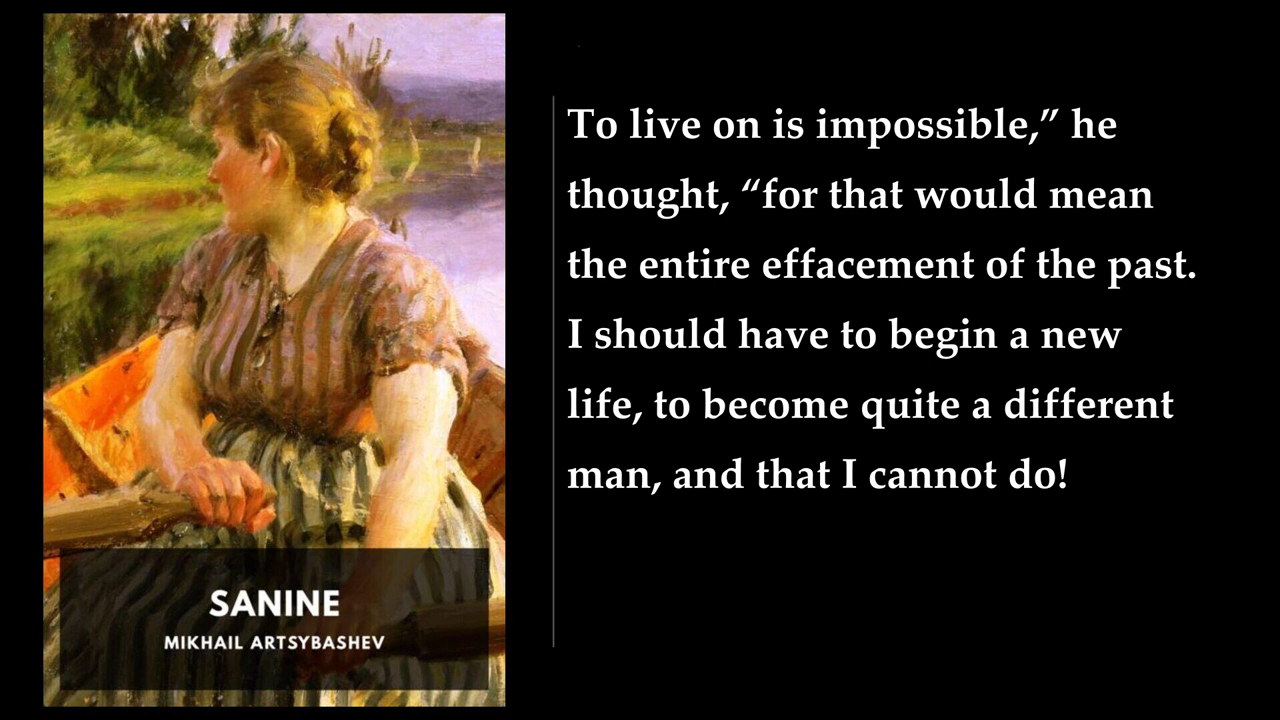 To live on is impossible,” he
thought, “for that would mean
the entire effacement of the past.
I should have to begin a new
life, to become quite a different
man, and that I cannot do!
SANINE
MIKHAIL ARTSYBASHEV